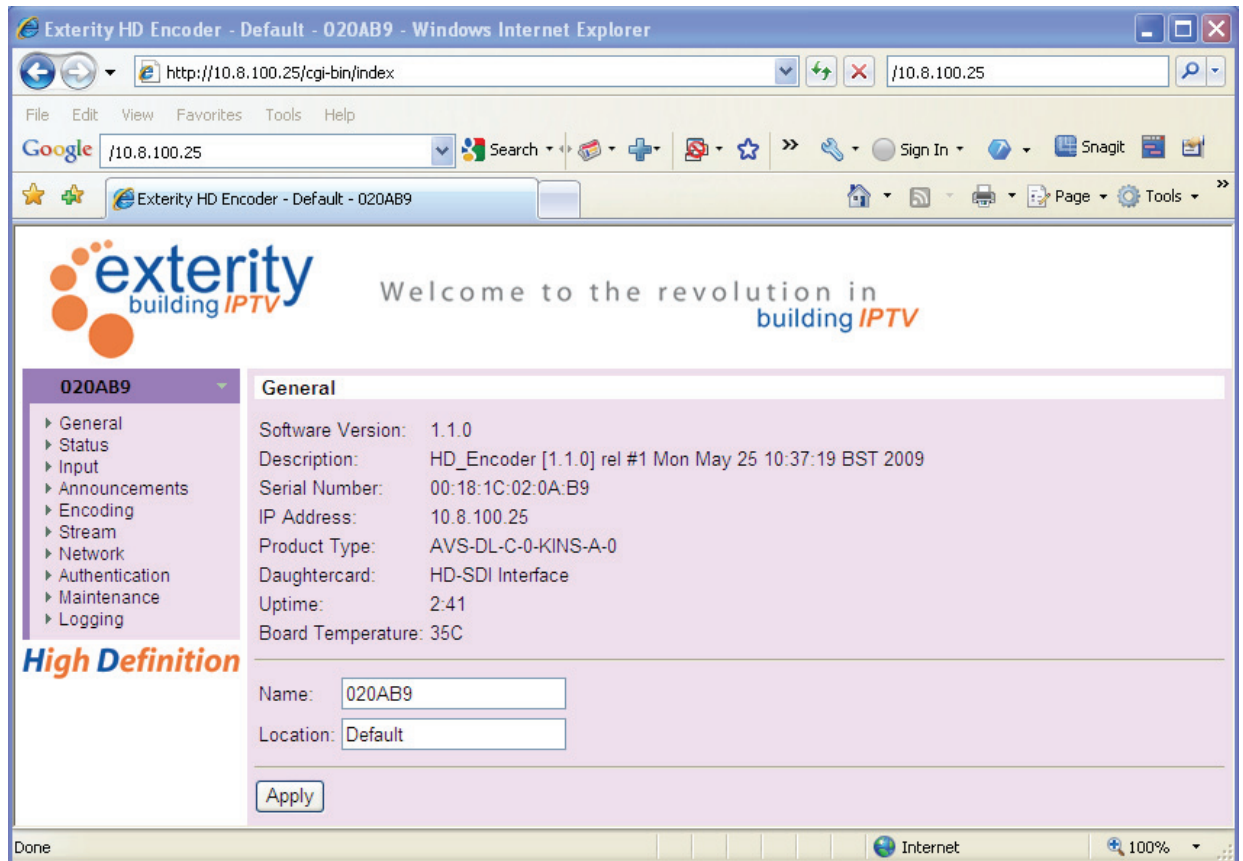 Exterity HD Encoder - Default - 020AB9 - Windows Internet Explorer
http://10.8.100.25/cgi-bin/index /10.8.100.25
File Edit View Favorites Tools Help
Google /10.8.100.25 Search Sign In Snagit
Exterity HD Encoder - Default - 020AB9 Page Tools
exterity
building IPTV
Welcome to the revolution in
building IPTV
020AB9
General
Status
Input
Announcements
Encoding
Stream
Network
Authentication
Maintenance
Logging
High Definition
General
Software Version: 1.1.0
Description: HD_Encoder [1.1.0] rel #1 Mon May 25 10:37:19 BST 2009
Serial Number: 00:18:1C:02:0A:B9
IP Address: 10.8.100.25
Product Type: AVS-DL-C-0-KINS-A-0
Daughtercard: HD-SDI Interface
Uptime: 2:41
Board Temperature: 35C
Name: 020AB9
Location: Default
Apply
Done Internet 100%